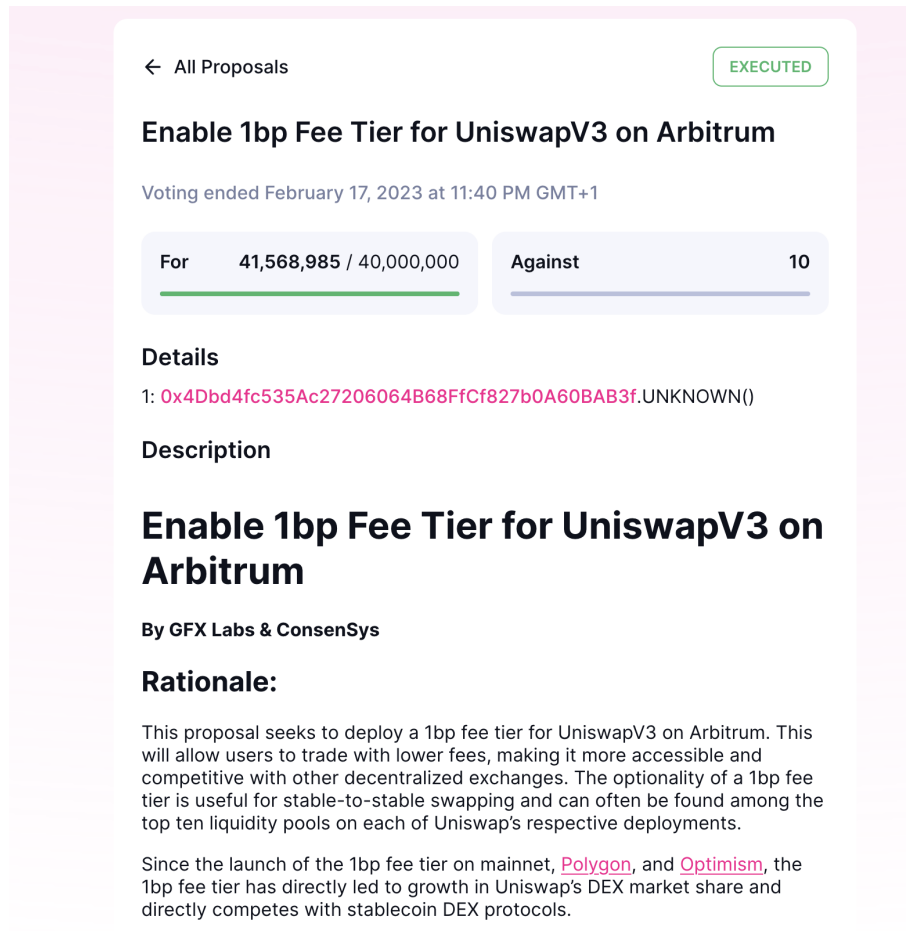 ← All Proposals
EXECUTED
Enable 1bp Fee Tier for UniswapV3 on Arbitrum
Voting ended February 17, 2023 at 11:40 PM GMT+1
For 41,568,985 / 40,000,000
Against 10
Details
1: 0x4Dbd4fc535Ac27206064B68FfCf827b0A60BAB3f.UNKNOWN()
Description
Enable 1bp Fee Tier for UniswapV3 on
Arbitrum
By GFX Labs & ConsenSys
Rationale:
This proposal seeks to deploy a 1bp fee tier for UniswapV3 on Arbitrum. This
will allow users to trade with lower fees, making it more accessible and
competitive with other decentralized exchanges. The optionality of a 1bp fee
tier is useful for stable-to-stable swapping and can often be found among the
top ten liquidity pools on each of Uniswap’s respective deployments.
Since the launch of the 1bp fee tier on mainnet, Polygon, and Optimism, the
1bp fee tier has directly led to growth in Uniswap’s DEX market share and
directly competes with stablecoin DEX protocols.